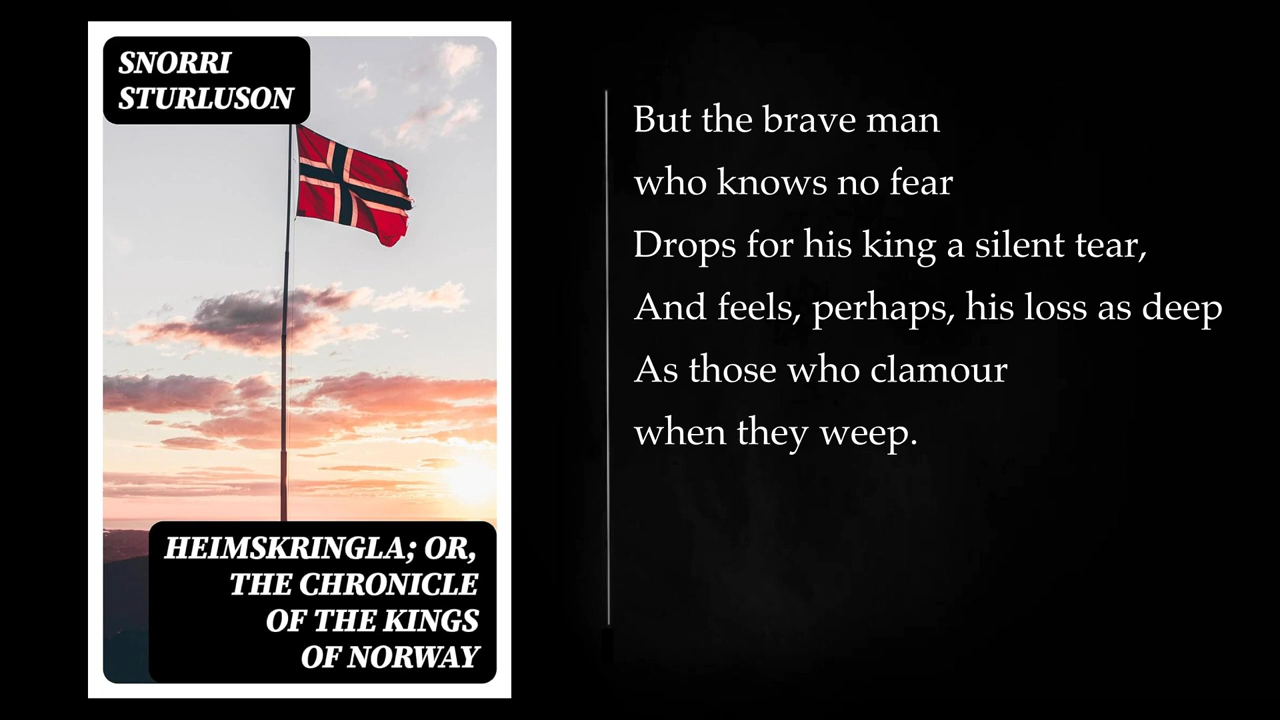 SNORRI
STURLUSON
HEIMSKRINGLA; OR,
THE CHRONICLE
OF THE KINGS
OF NORWAY
But the brave man
who knows no fear
Drops for his king a silent tear,
And feels, perhaps, his loss as deep
As those who clamour
when they weep.